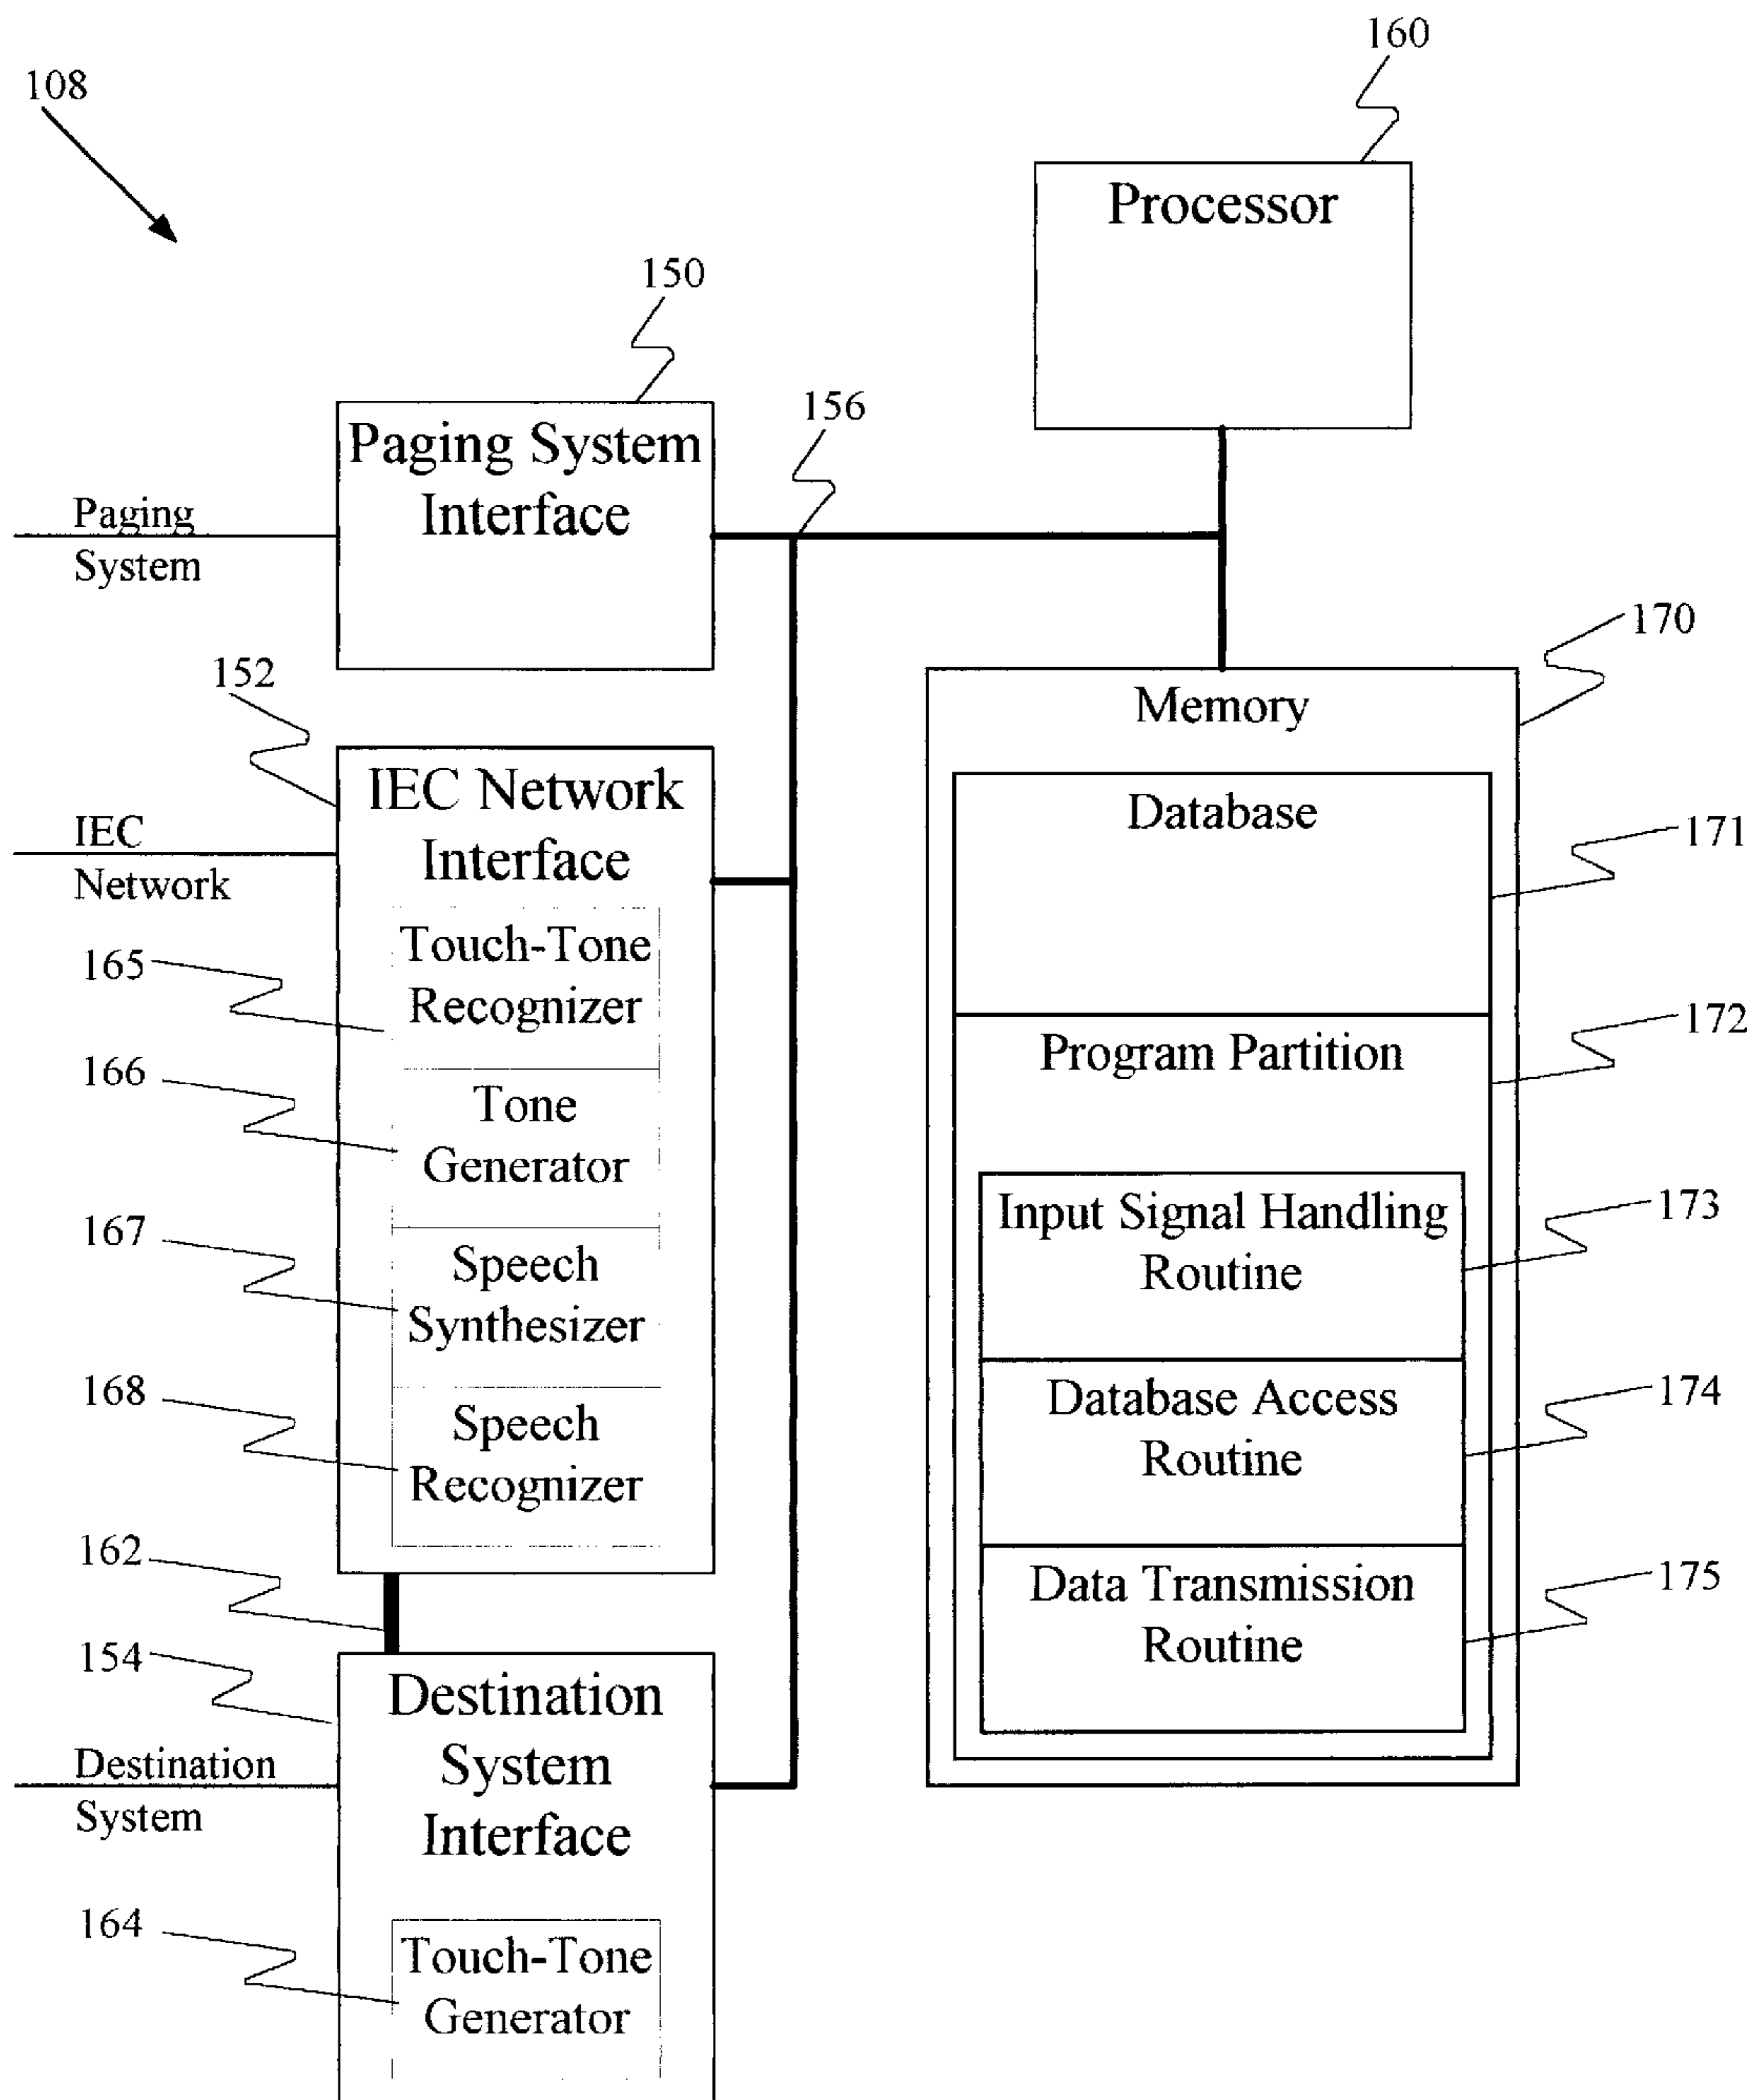 160
108
Processor
150
Paging System
Interface
156
Paging
System
170
152
Memory
IEC Network
Interface
IEC
Network
Database
171
Touch-Tone
Recognizer
165
172
Program Partition
166
Tone
Generator
Input Signal Handling
Routine
173
167
Speech
Synthesizer
Database Access
Routine
174
168
Speech
Recognizer
162
Data Transmission
Routine
175
154
Destination
System
Interface
Destination
System
164
Touch-Tone
Generator